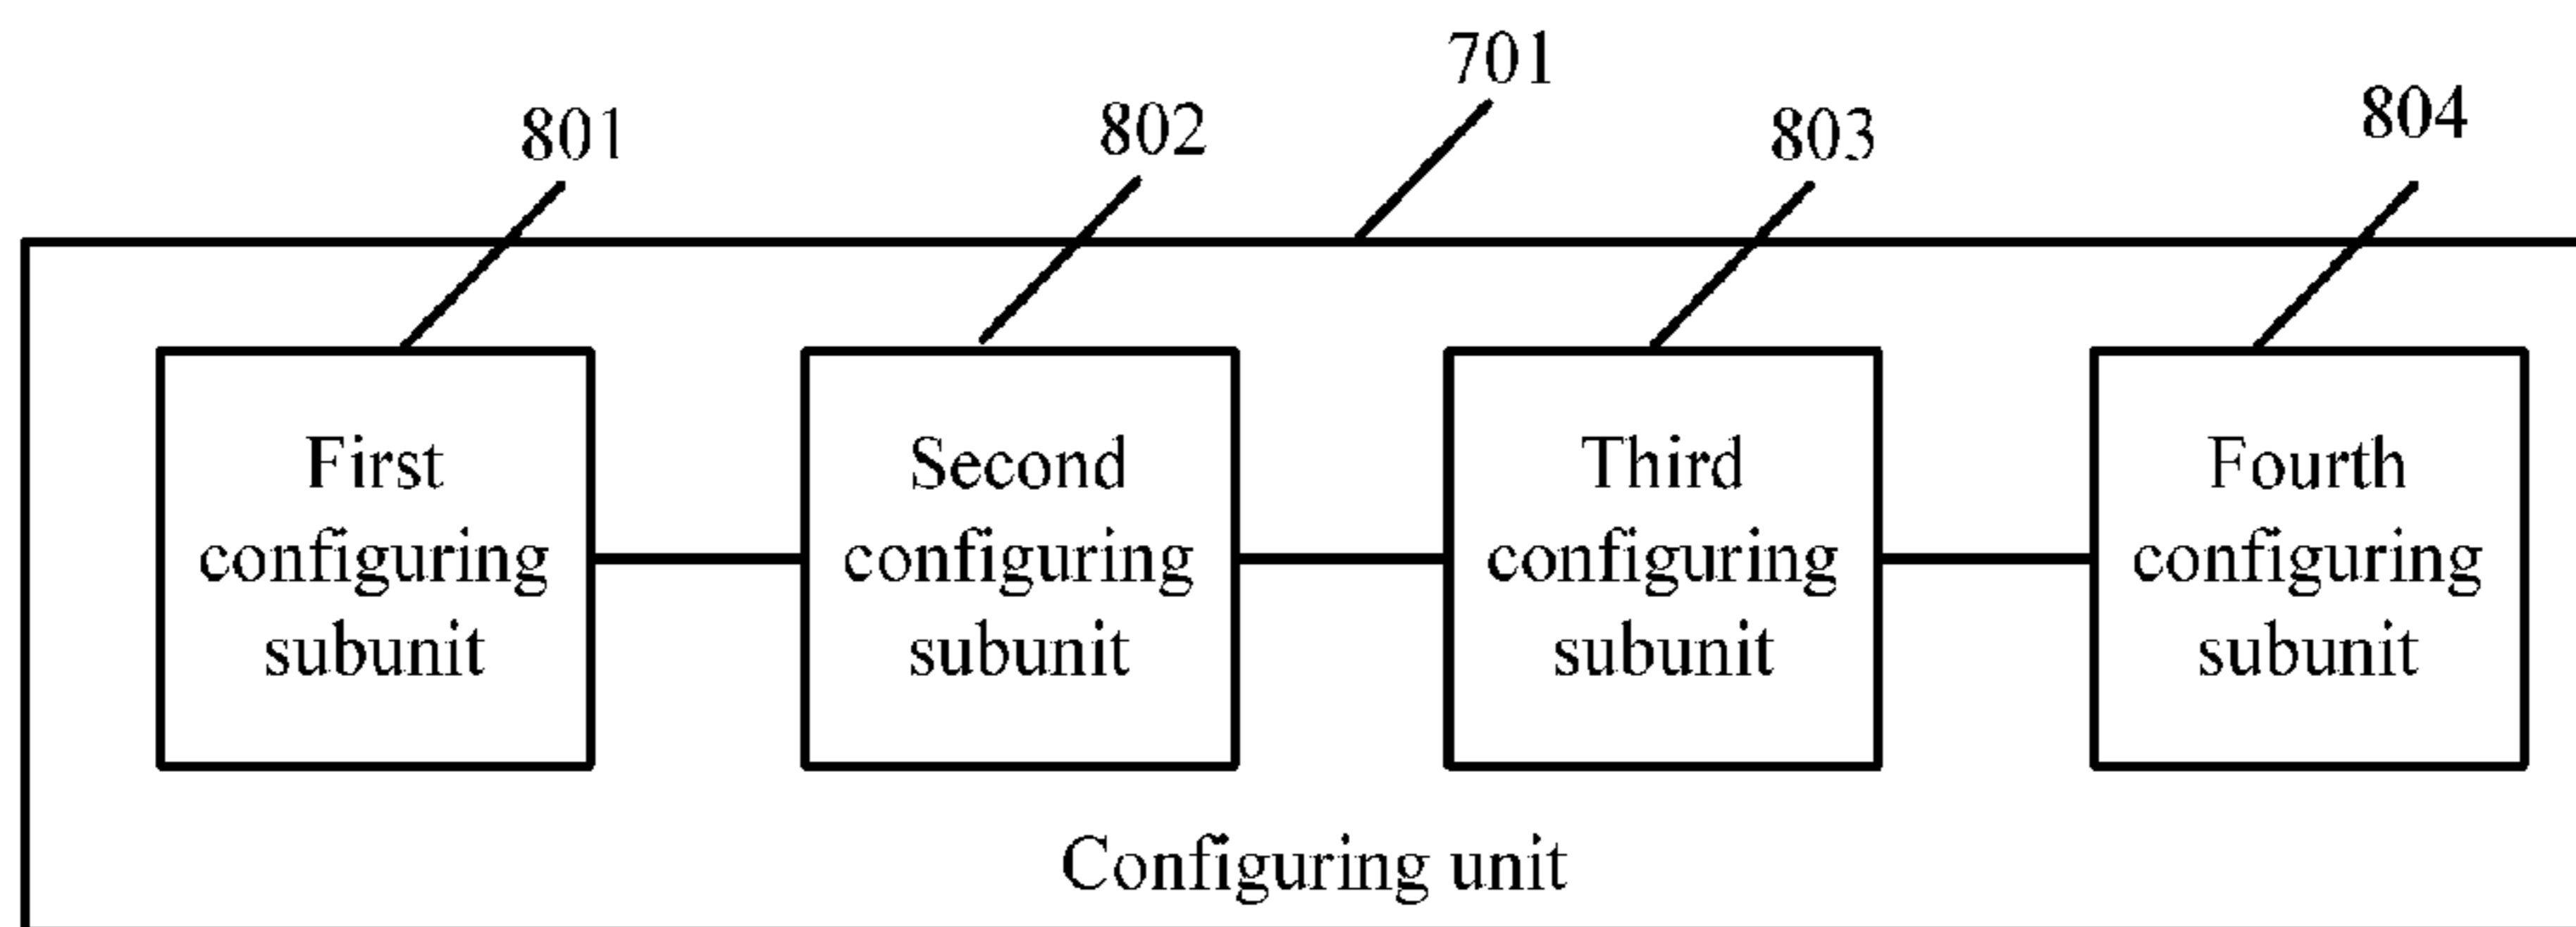 701
801
802
803
804
First
configuring
subunit
Second
configuring
subunit
Third
configuring
subunit
Fourth
configuring
subunit
Configuring unit